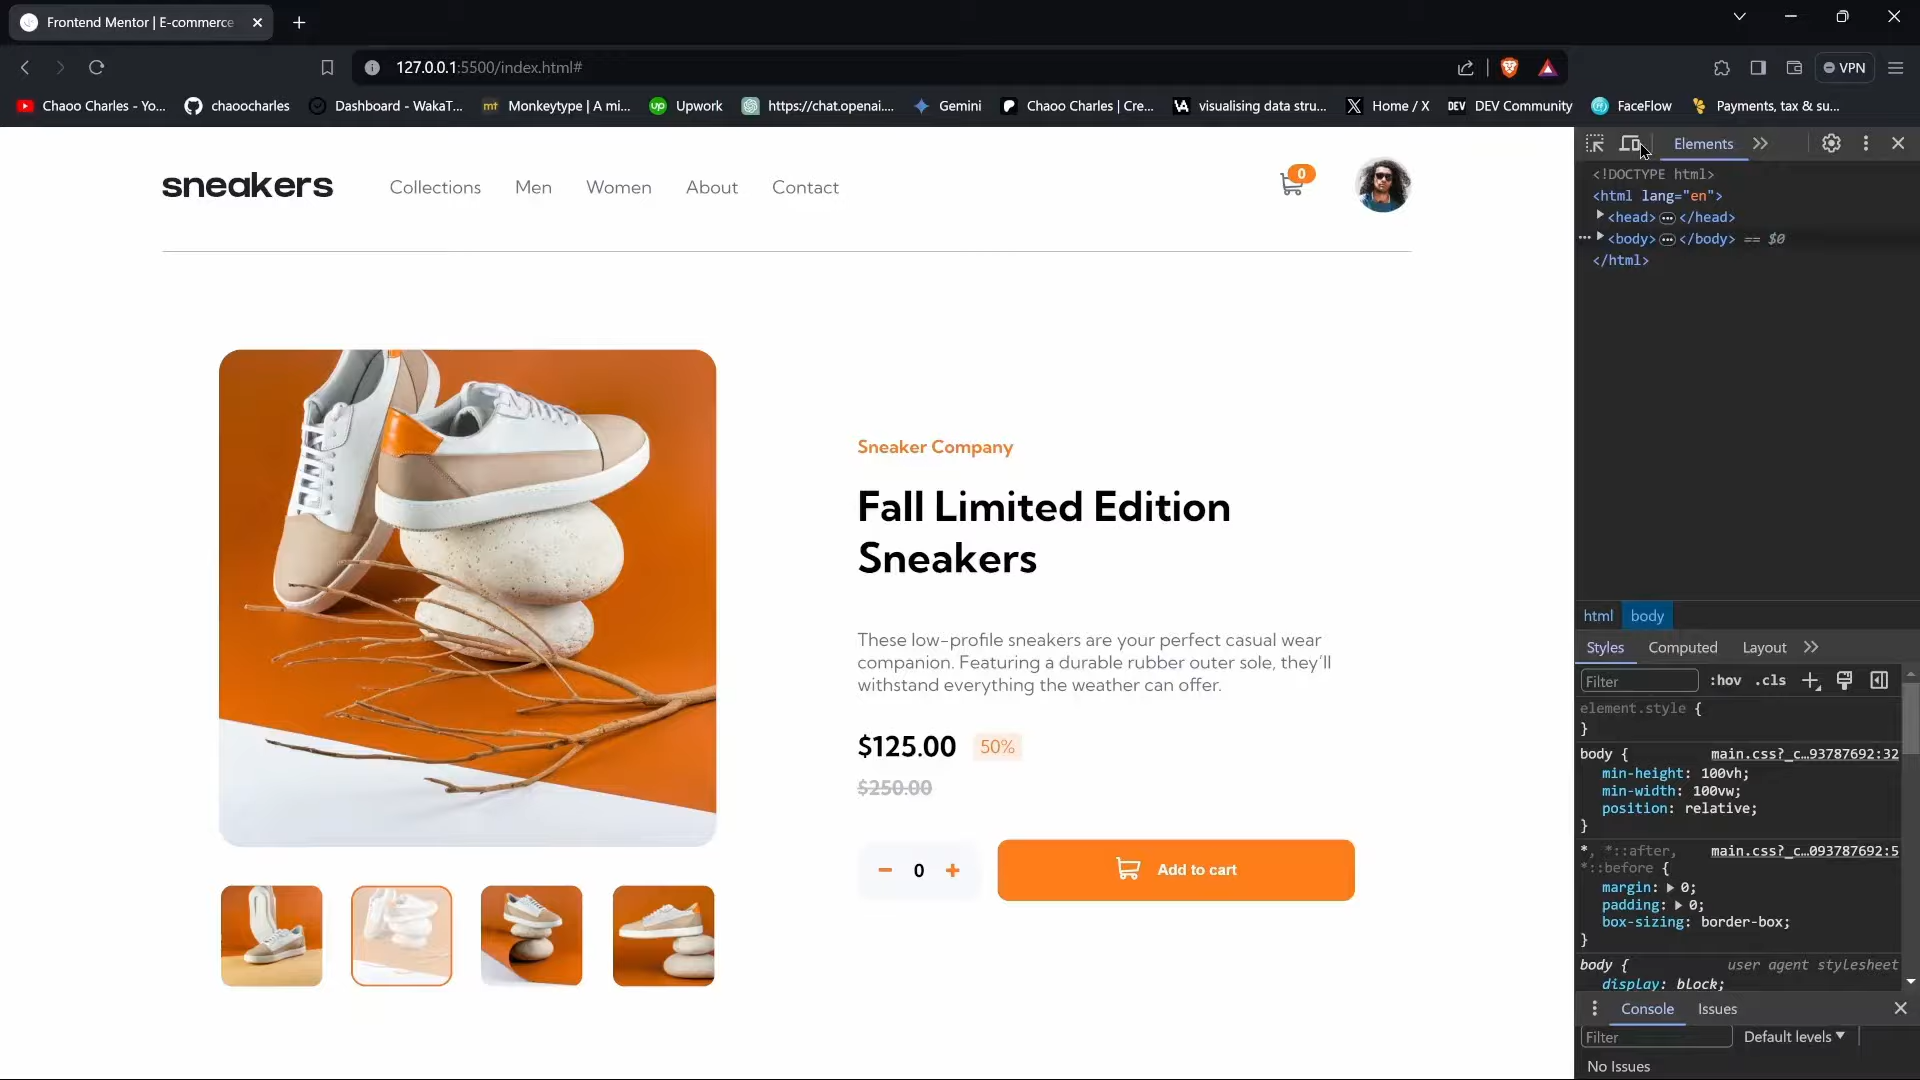 Frontend Mentor | E-commerce
127.0.0.1:5500/index.html#
VPN
Chaoo Charles - Yo...
chaoocharles
Dashboard - WakaT...
mt
Monkeytype | A mi...
up
Upwork
https://chat.openai....
Gemini
Chaoo Charles | Cre...
visualising data stru...
Home / X
DEV
DEV Community
FaceFlow
Payments, tax & su...
sneakers
Collections
Men
Women
About
Contact
0
Sneaker Company
Fall Limited Edition
Sneakers
These low-profile sneakers are your perfect casual wear
companion. Featuring a durable rubber outer sole, they'll
withstand everything the weather can offer.
$125.00 50%
$250.00
0
Add to cart
Elements
<!DOCTYPE html>
<html lang="en">
<head> </head>
<body> </body> == $0
</html>
html body
Styles Computed Layout
Filter :hov .cls
element.style {
}
body { main.css?_c…93787692:32
min-height: 100vh;
min-width: 100vw;
position: relative;
}
*, *::after, main.css?_c…093787692:5
*::before {
margin: 0;
padding: 0;
box-sizing: border-box;
}
body { user agent stylesheet
display: block;
Console Issues
Filter Default levels
No Issues